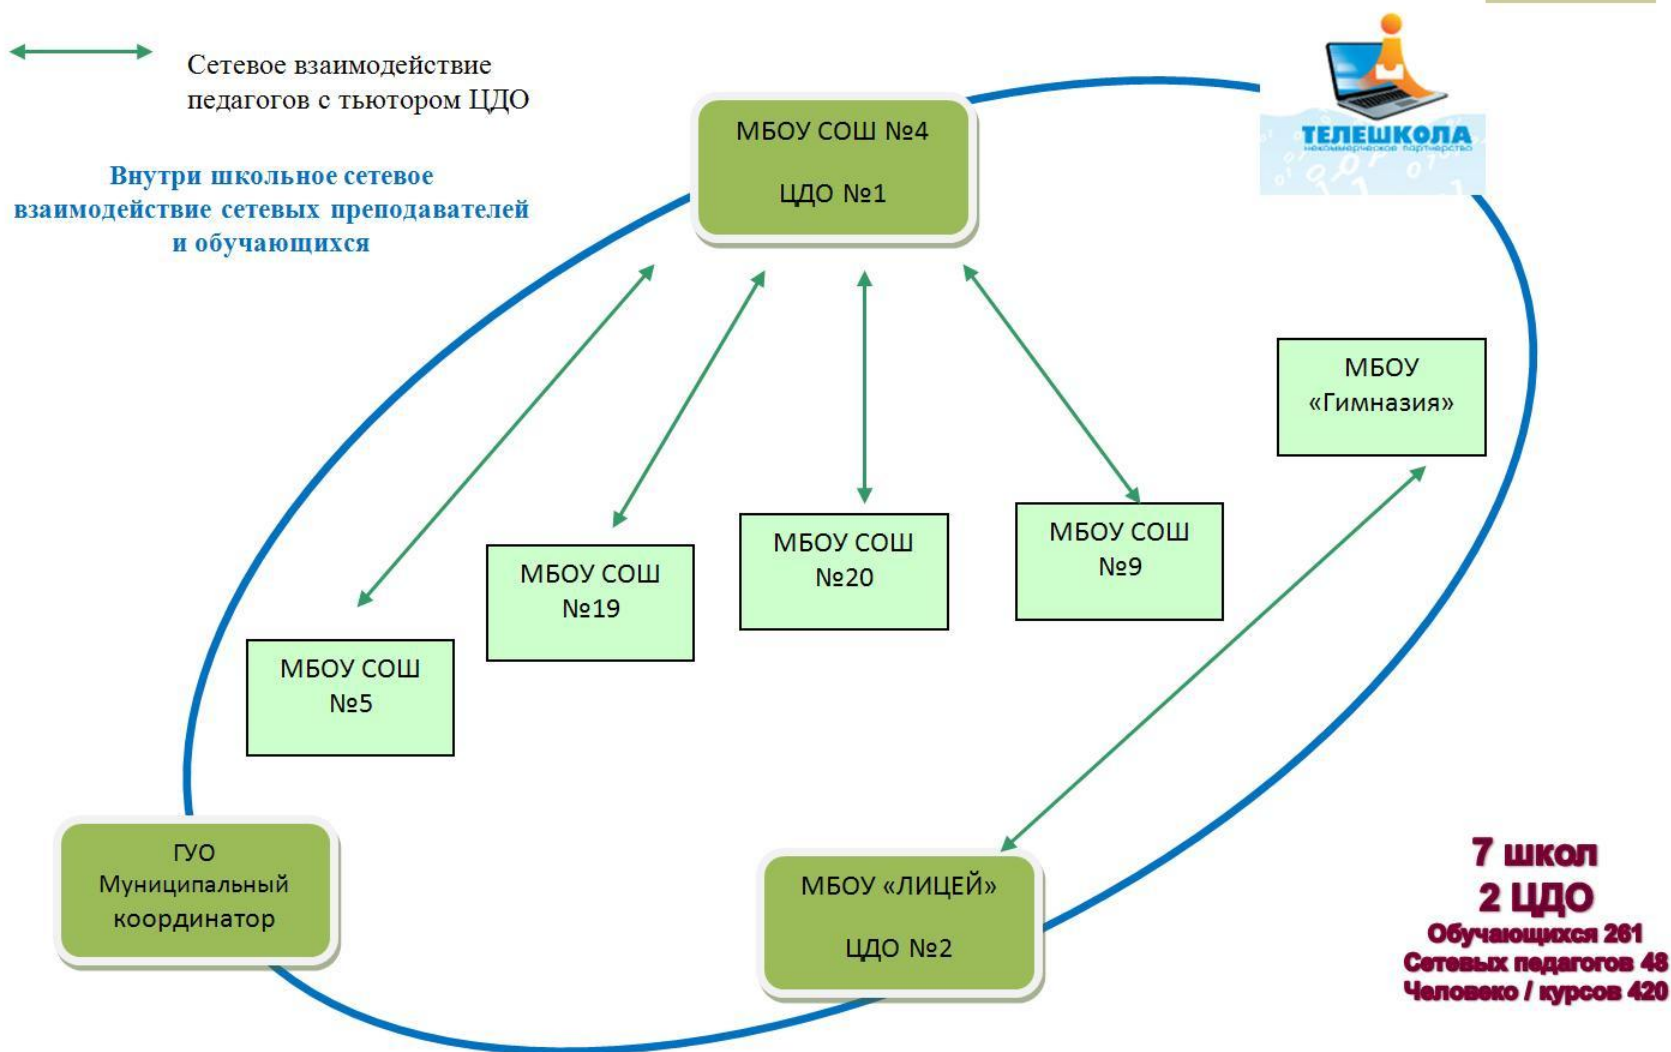 Сетевое взаимодействие
педагогов с тьютором ЦДО
Внутри школьное сетевое
взаимодействие сетевых преподавателей
и обучающихся
МБОУ СОШ №4
ЦДО №1
ТЕЛЕШКОЛА
некоммерческое партнерство
МБОУ
«Гимназия»
МБОУ СОШ
№9
МБОУ СОШ
№20
МБОУ СОШ
№19
МБОУ СОШ
№5
ГУО
Муниципальный
координатор
МБОУ «ЛИЦЕЙ»
ЦДО №2
7 школ
2 ЦДО
Обучающихся 261
Сетевых педагогов 48
Человеко / курсов 420